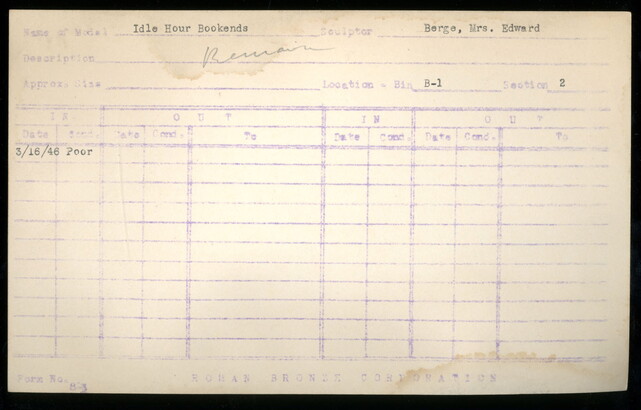 Name of Model Idle Hour Bookends Sculptor Berge, Mrs. Edward
Description Remain
Approx. Size Location - Bin B-1 Section 2
IN OUT IN OUT
Date Cond. Date Cond. To Date Cond. Date Cond. To
3/16/46 Poor
Form No. B-3 ROMAN BRONZE CORPORATION